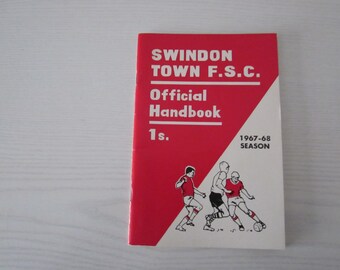 SWINDON
TOWN F.S.C.
Official
Handbook
1s.
1967-68
SEASON